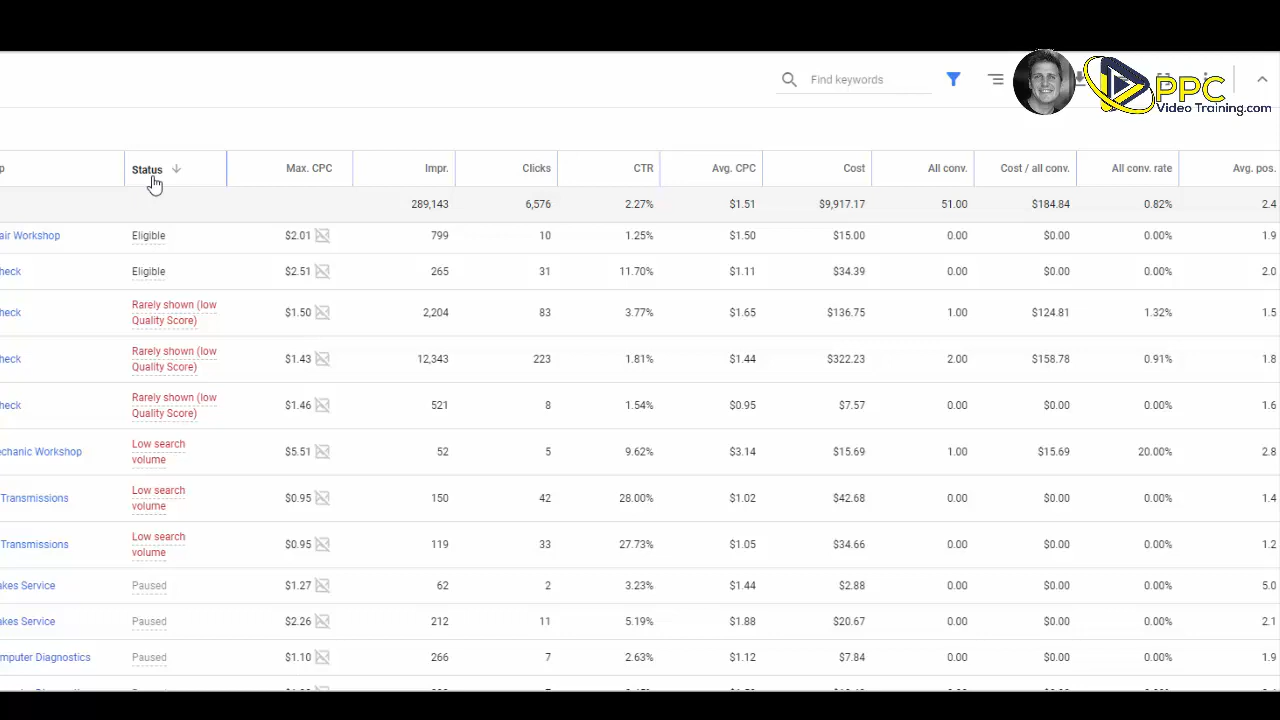 Find keywords
PPC
Video Training.com
p Status Max. CPC Impr. Clicks CTR Avg. CPC Cost All conv. Cost / all conv. All conv. rate Avg. pos.
289,143 6,576 2.27% $1.51 $9,917.17 51.00 $184.84 0.82% 2.4
air Workshop Eligible $2.01 799 10 1.25% $1.50 $15.00 0.00 $0.00 0.00% 1.9
heck Eligible $2.51 265 31 11.70% $1.11 $34.39 0.00 $0.00 0.00% 2.0
Rarely shown (low
heck Quality Score) $1.50 2,204 83 3.77% $1.65 $136.75 1.00 $124.81 1.32% 1.5
Rarely shown (low
heck Quality Score) $1.43 12,343 223 1.81% $1.44 $322.23 2.00 $158.78 0.91% 1.8
Rarely shown (low
heck Quality Score) $1.46 521 8 1.54% $0.95 $7.57 0.00 $0.00 0.00% 1.6
Low search
echanic Workshop volume $5.51 52 5 9.62% $3.14 $15.69 1.00 $15.69 20.00% 2.8
Low search
Transmissions volume $0.95 150 42 28.00% $1.02 $42.68 0.00 $0.00 0.00% 1.4
Low search
Transmissions volume $0.95 119 33 27.73% $1.05 $34.66 0.00 $0.00 0.00% 1.2
akes Service Paused $1.27 62 2 3.23% $1.44 $2.88 0.00 $0.00 0.00% 5.0
akes Service Paused $2.26 212 11 5.19% $1.88 $20.67 0.00 $0.00 0.00% 2.1
mputer Diagnostics Paused $1.10 266 7 2.63% $1.12 $7.84 0.00 $0.00 0.00% 1.9